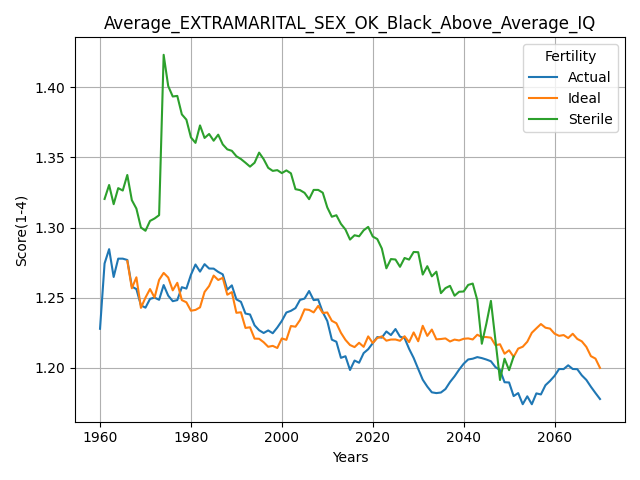 Average_EXTRAMARITAL_SEX_OK_Black_Above_Average_IQ
Fertility
Actual
Ideal
Sterile
Score(1-4)
1.40
1.35
1.30
1.25
1.20
1960 1980 2000 2020 2040 2060
Years